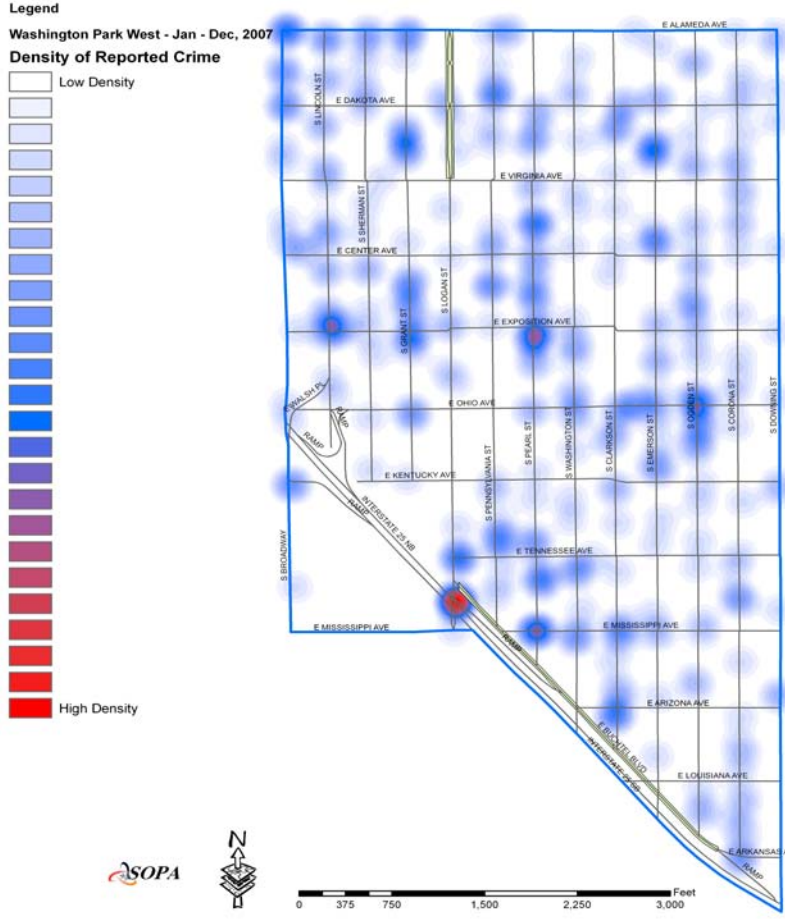 Legend
Washington Park West - Jan - Dec, 2007
Density of Reported Crime
Low Density
High Density
E ALAMEDA AVE
S LINCOLN ST
E DAKOTA AVE
E VIRGINIA AVE
S SHERMAN ST
E CENTER AVE
S LOGAN ST
S GRANT ST
E EXPOSITION AVE
E WALSH PL
RAMP
RAMP
E OHIO AVE
S PENNSYLVANIA ST
S PEARL ST
S WASHINGTON ST
S CLARKSON ST
S EMERSON ST
S OGDEN ST
S CORONA ST
S DOWNING ST
E KENTUCKY AVE
RAMP
INTERSTATE 25 NB
S BROADWAY
E TENNESSEE AVE
E MISSISSIPPI AVE
E MISSISSIPPI AVE
RAMP
E ARIZONA AVE
E BUCHTEL BLVD
INTERSTATE 25 SB
E LOUISIANA AVE
E ARKANSAS A
RAMP
SOPA
N
0 375 750 1,500 2,250 3,000
Feet